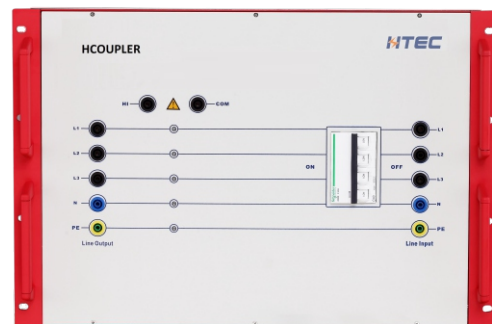 HCOUPLER
HTEC
HI
COM
L1
L1
L2
L2
ON
OFF
L3
L3
N
N
PE
PE
Line Output
Line Input